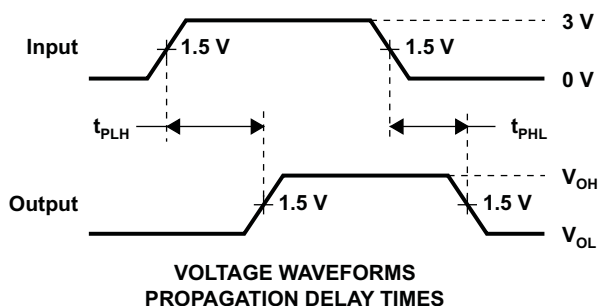 3 V
Input
1.5 V
1.5 V
0 V
tPLH
tPHL
VOH
Output
1.5 V
1.5 V
VOL
VOLTAGE WAVEFORMS
PROPAGATION DELAY TIMES